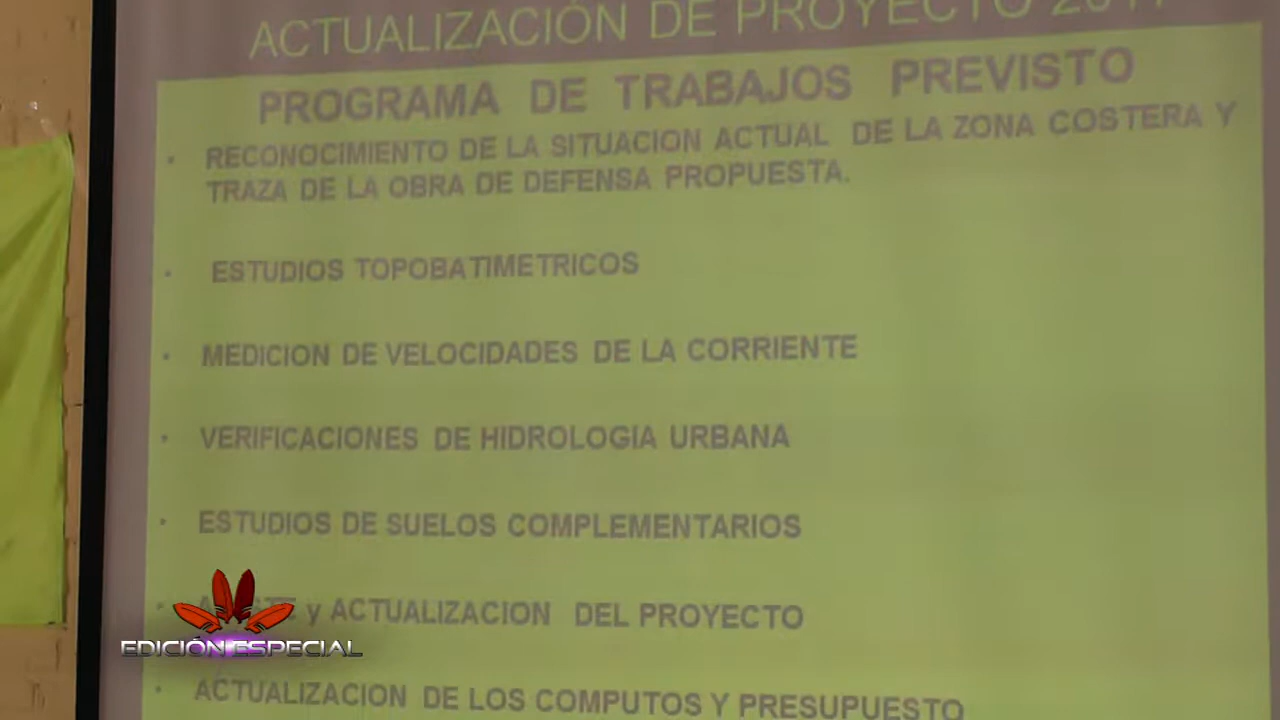 ACTUALIZACIÓN DE PROYECTO
PROGRAMA DE TRABAJOS PREVISTO
• RECONOCIMIENTO DE LA SITUACION ACTUAL DE LA ZONA COSTERA Y
TRAZA DE LA OBRA DE DEFENSA PROPUESTA.
• ESTUDIOS TOPOBATIMETRICOS
• MEDICION DE VELOCIDADES DE LA CORRIENTE
• VERIFICACIONES DE HIDROLOGIA URBANA
• ESTUDIOS DE SUELOS COMPLEMENTARIOS
• y ACTUALIZACION DEL PROYECTO
EDICIÓN ESPECIAL
• ACTUALIZACION DE LOS COMPUTOS Y PRESUPUESTO